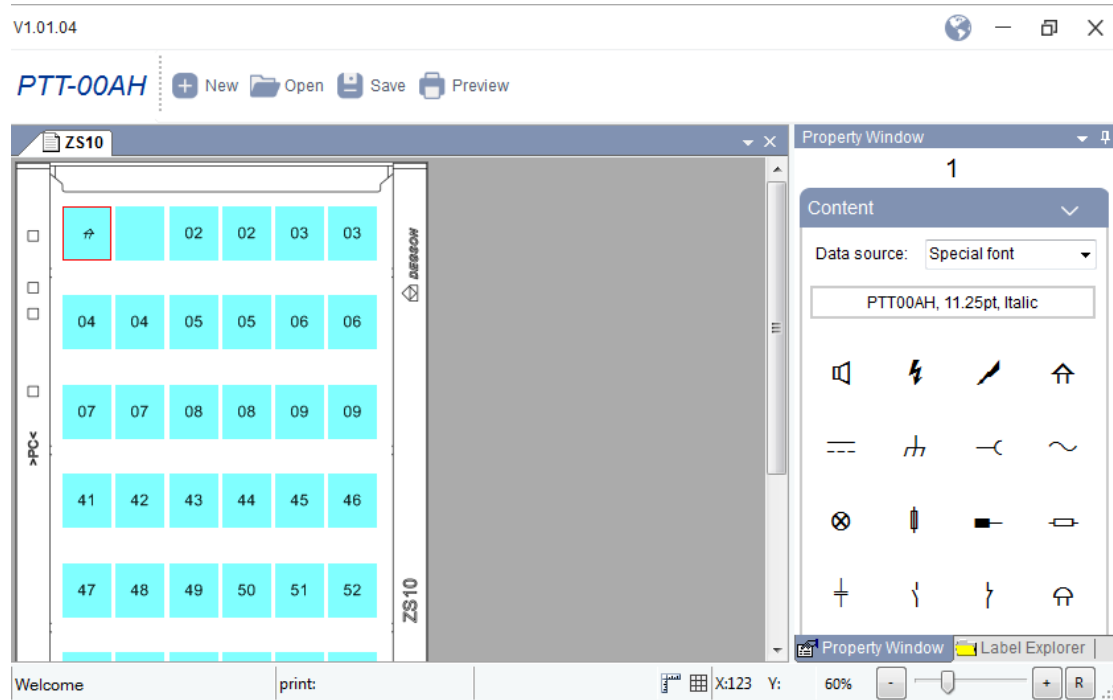 V1.01.04
PTT-00AH New Open Save Preview
ZS10
Property Window
1
Content
Data source: Special font
PTT00AH, 11.25pt, Italic
02 02 03 03
DEGSON
04 04 05 05 06 06
07 07 08 08 09 09
>PC<
41 42 43 44 45 46
47 48 49 50 51 52
ZS10
Property Window Label Explorer
Welcome print: X:123 Y: 60% - + R